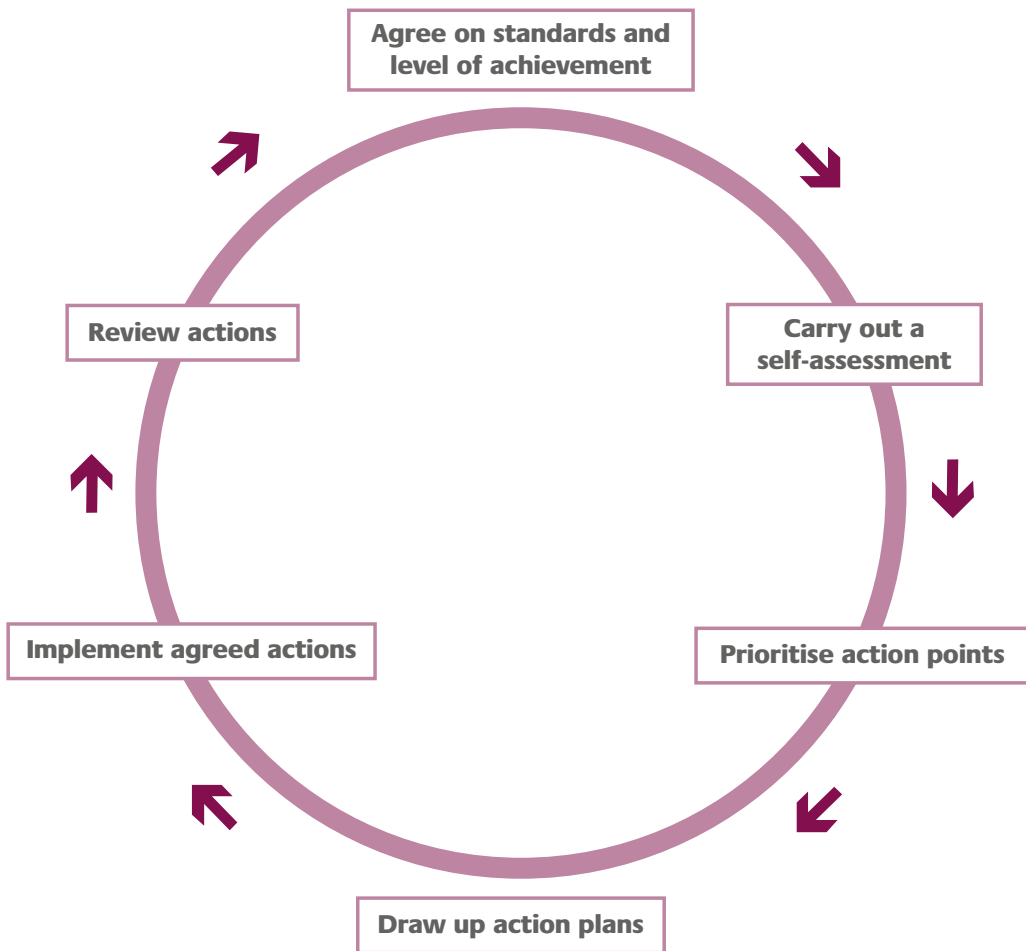 Agree on standards and
level of achievement
Carry out a
self-assessment
Prioritise action points
Draw up action plans
Implement agreed actions
Review actions